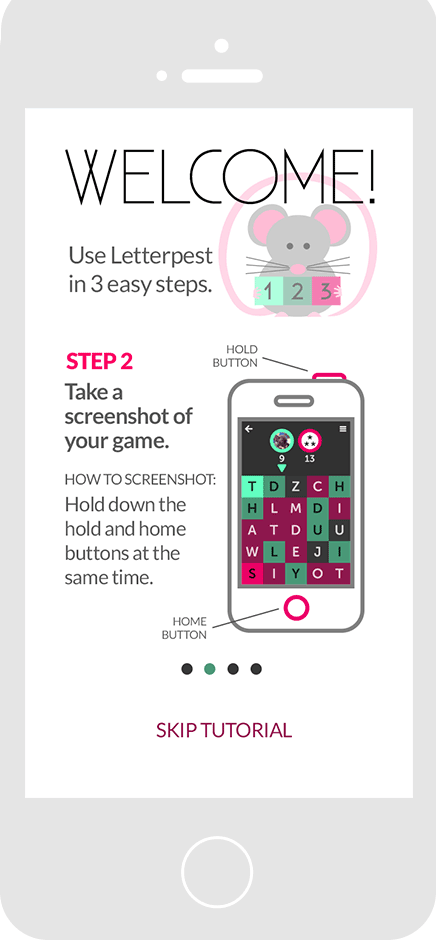 WELCOME!
Use Letterpest
in 3 easy steps.
1 2 3
STEP 2
Take a
screenshot of
your game.
HOW TO SCREENSHOT:
Hold down the
hold and home
buttons at the
same time.
HOLD
BUTTON
9 13
T D Z C H
H L M D I
A T D U U
W L E J I
S I Y O T
HOME
BUTTON
SKIP TUTORIAL